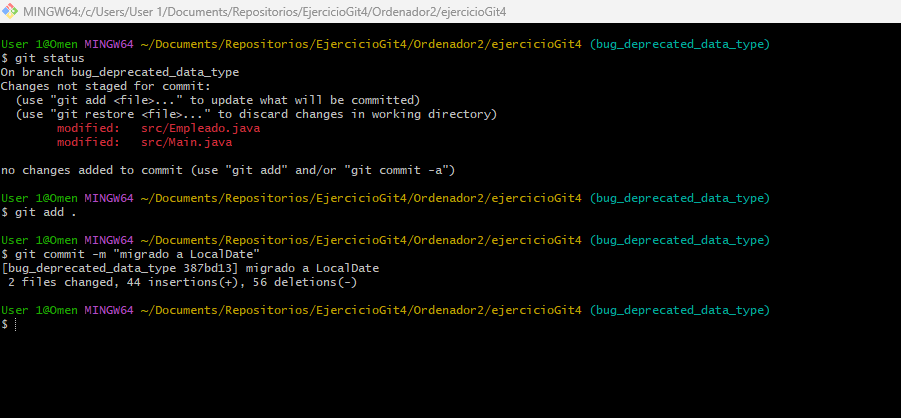 MINGW64:/c/Users/User 1/Documents/Repositorios/EjercicioGit4/Ordenador2/ejercicioGit4
User 1@Omen MINGW64 ~/Documents/Repositorios/EjercicioGit4/Ordenador2/ejercicioGit4 (bug_deprecated_data_type)
$ git status
On branch bug_deprecated_data_type
Changes not staged for commit:
  (use "git add <file>..." to update what will be committed)
  (use "git restore <file>..." to discard changes in working directory)
        modified:   src/Empleado.java
        modified:   src/Main.java
no changes added to commit (use "git add" and/or "git commit -a")
User 1@Omen MINGW64 ~/Documents/Repositorios/EjercicioGit4/Ordenador2/ejercicioGit4 (bug_deprecated_data_type)
$ git add .
User 1@Omen MINGW64 ~/Documents/Repositorios/EjercicioGit4/Ordenador2/ejercicioGit4 (bug_deprecated_data_type)
$ git commit -m "migrado a LocalDate"
[bug_deprecated_data_type 387bd13] migrado a LocalDate
 2 files changed, 44 insertions(+), 56 deletions(-)
User 1@Omen MINGW64 ~/Documents/Repositorios/EjercicioGit4/Ordenador2/ejercicioGit4 (bug_deprecated_data_type)
$